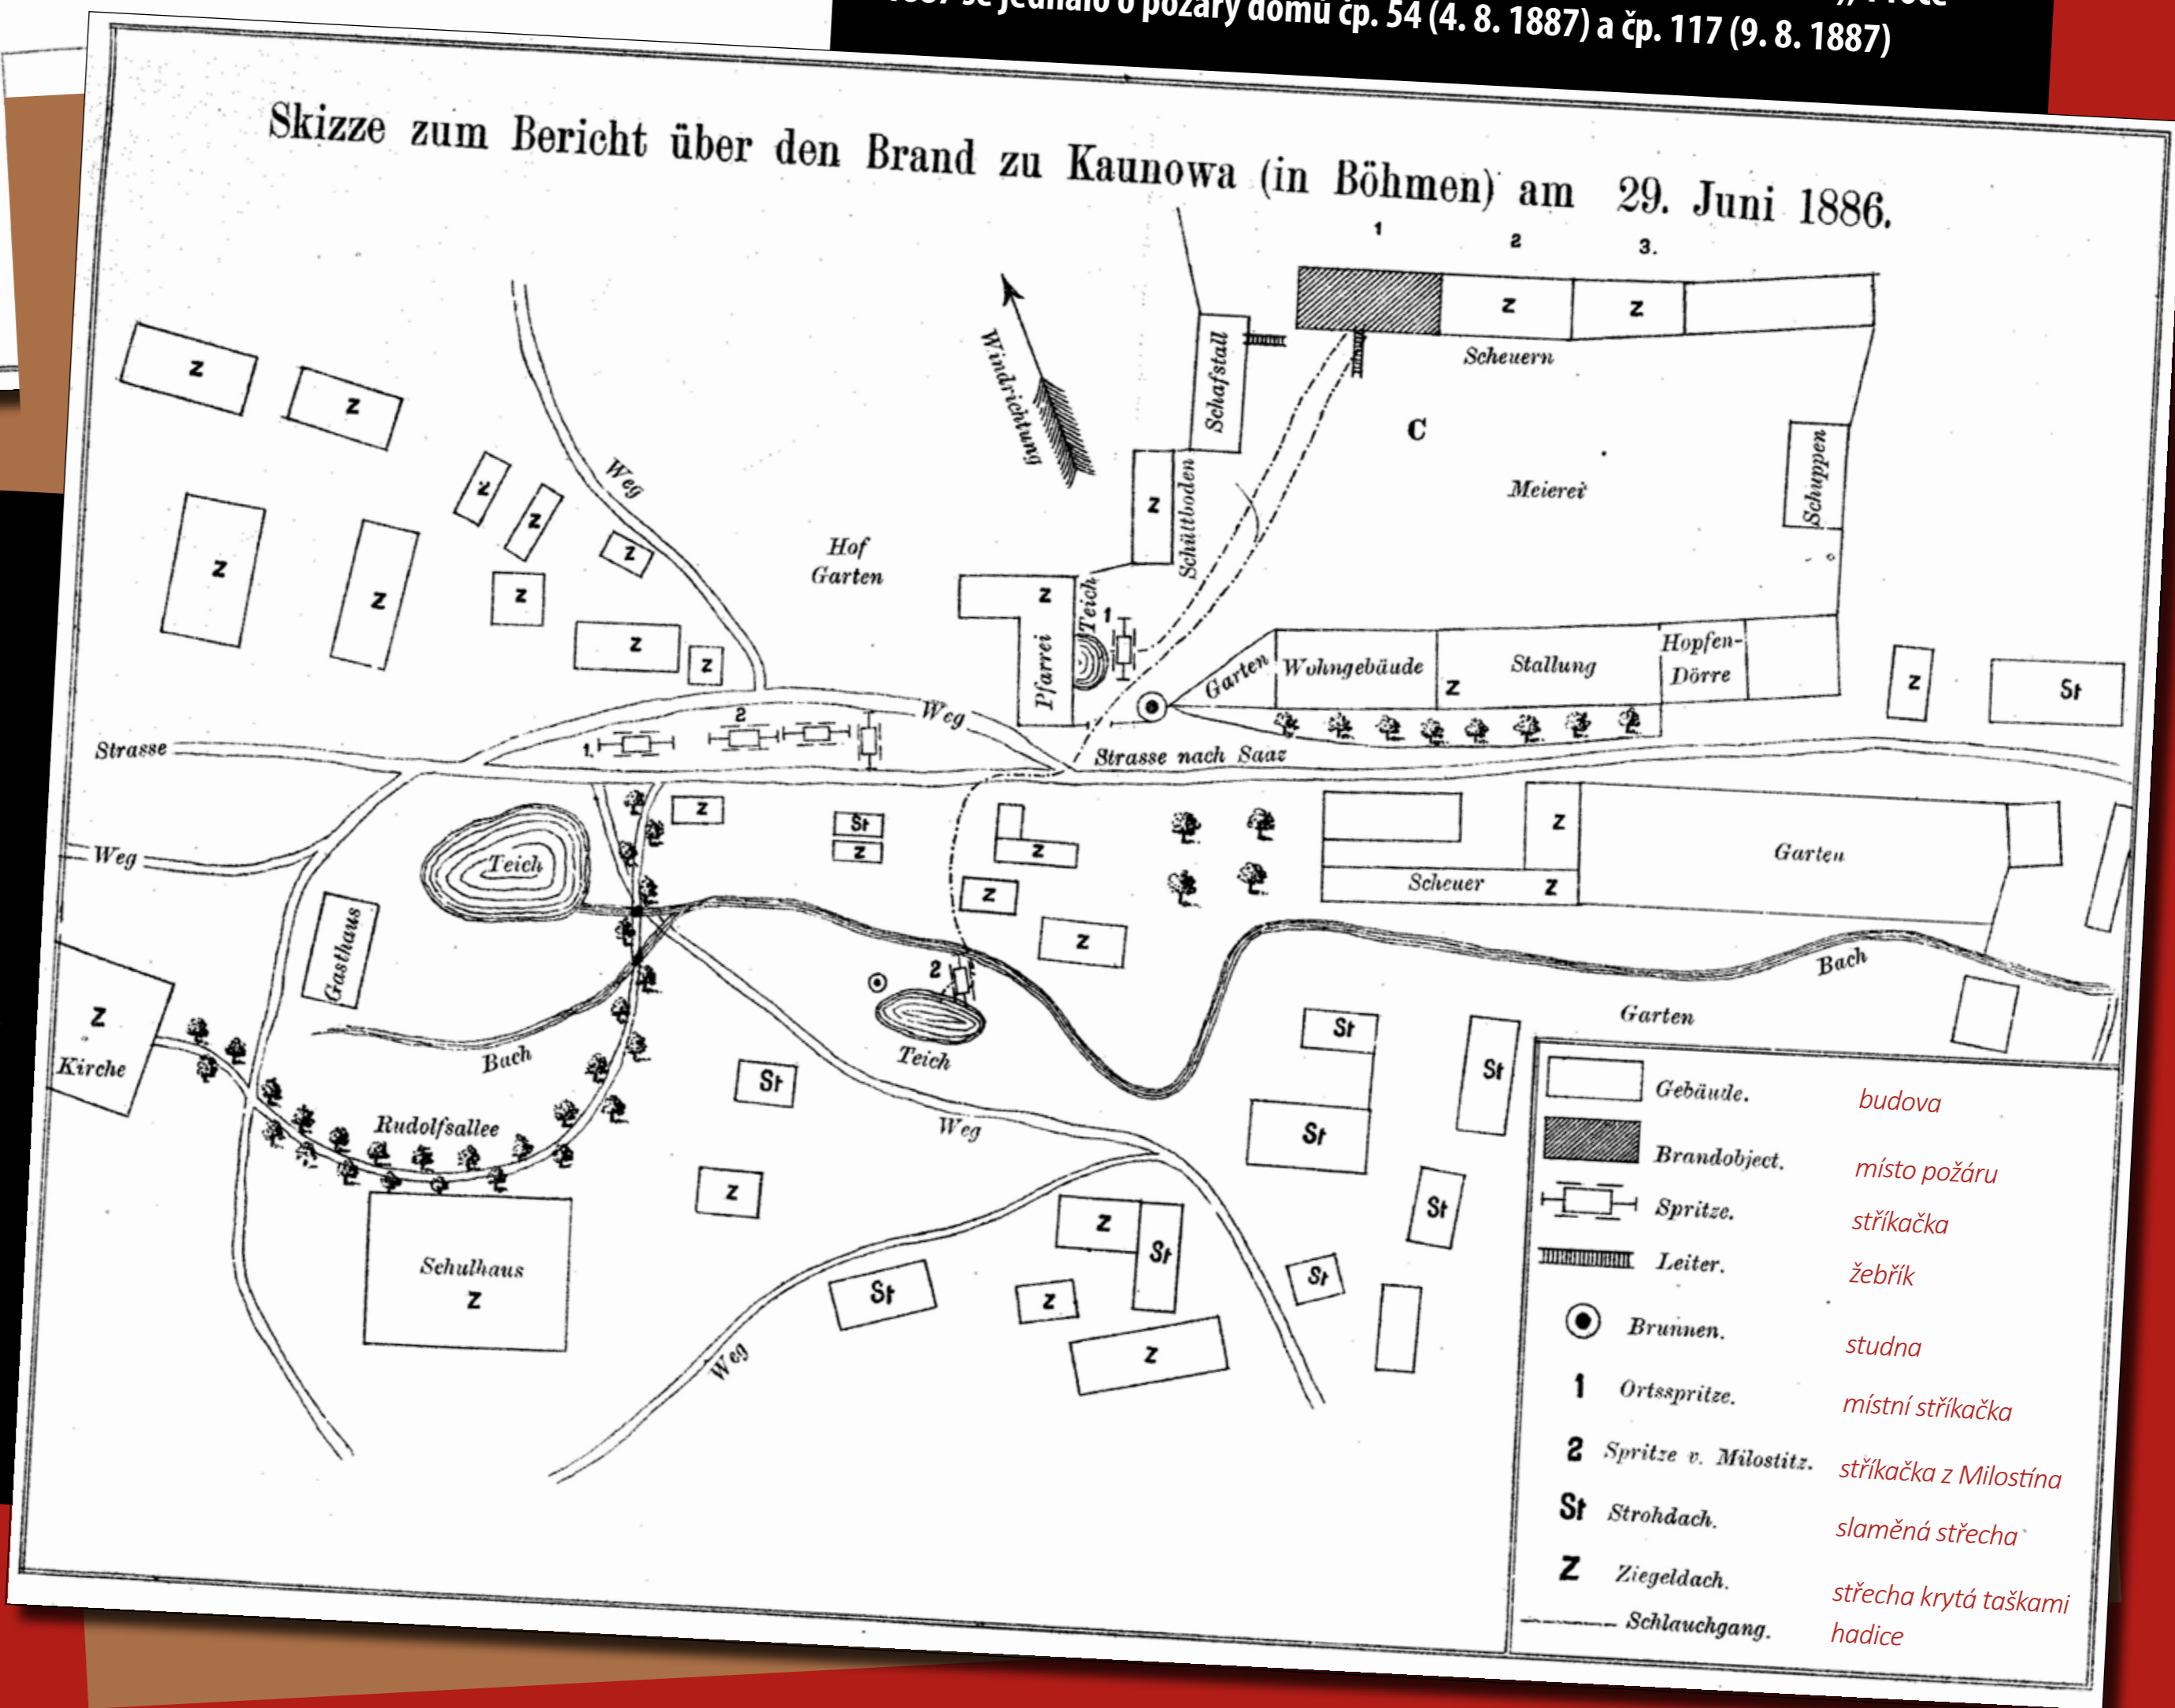 1887 se jednalo o požáry domů čp. 54 (4. 8. 1887) a čp. 117 (9. 8. 1887)
Skizze zum Bericht über den Brand zu Kaunowa (in Böhmen) am 29. Juni 1886.
1 2 3.
Z Z
Scheuern
Schafstall
Windrichtung
C
Meierei
Schuppen
Z Z
Z Z Z
Z Z Z
Z Z
Weg
Hof
Garten
Z
Schüttboden
Z
Teich
1
Pfarrei
Garten
Wohngebäude
Z
Stallung
Hopfen-
Dörre
Z
St
Strasse
1.
2
Weg
Strasse nach Saaz
Weg
Teich
Z
St
Z
Z
Z
Z
Z
Scheuer Z
Garten
Gasthaus
Z
Kirche
Bach
2
Teich
Bach
Garten
Rudolfsallee
St
Weg
St
St
St
Z
Schulhaus
Z
Z
St
St
St
Z
St
Z
Weg
Gebäude. budova
Brandobject. místo požáru
Spritze. stříkačka
Leiter. žebřík
Brunnen. studna
1 Ortsspritze. místní stříkačka
2 Spritze v. Milostitz. stříkačka z Milostína
St Strohdach. slaměná střecha
Z Ziegeldach. střecha krytá taškami
Schlauchgang. hadice